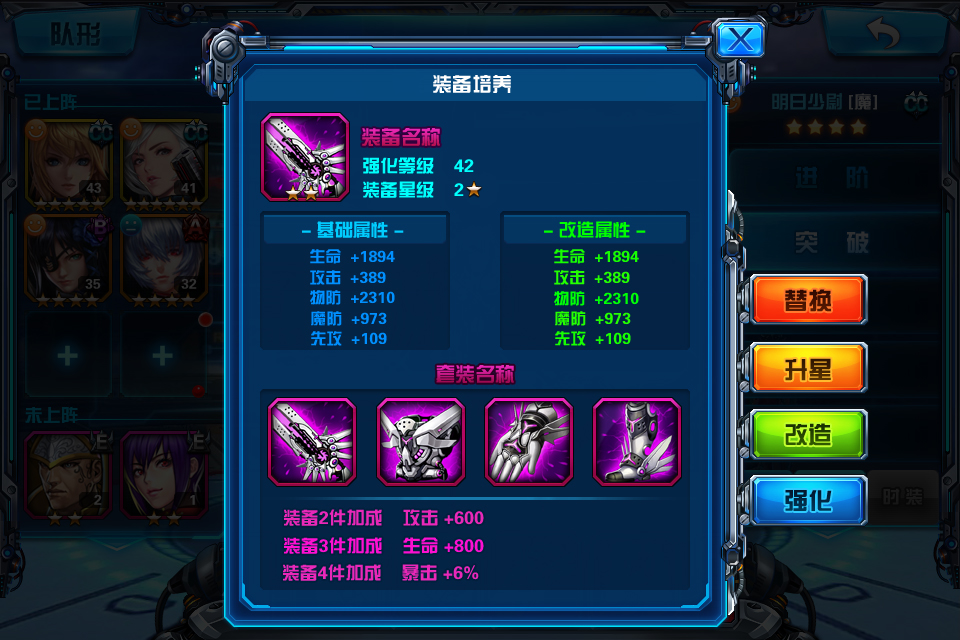 队形
装备培养
已上阵
明日少尉 [魔]
CC
CC
CC
43
41
装备名称
强化等级 42
装备星级 2
进 阶
突 破
B
A
35
32
- 基础属性 -
生命 +1894
攻击 +389
物防 +2310
魔防 +973
先攻 +109
- 改造属性 -
生命 +1894
攻击 +389
物防 +2310
魔防 +973
先攻 +109
替换
升星
改造
强化
时装
套装名称
未上阵
E
E
2
1
装备2件加成 攻击 +600
装备3件加成 生命 +800
装备4件加成 暴击 +6%